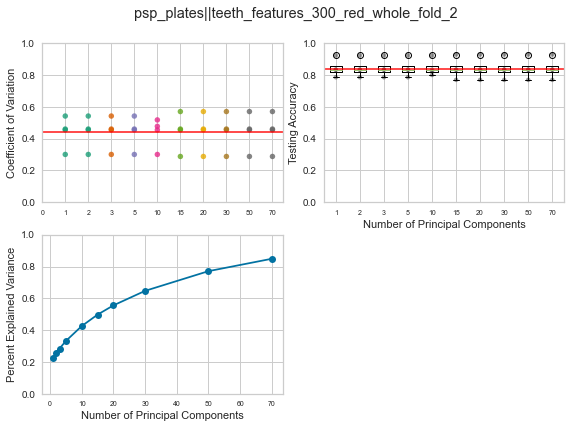 psp_plates||teeth_features_300_red_whole_fold_2
Coefficient of Variation
1.0
0.8
0.6
0.4
0.2
0.0
0 1 2 3 5 10 15 20 30 50 70
Testing Accuracy
1.0
0.8
0.6
0.4
0.2
0.0
1 2 3 5 10 15 20 30 50 70
Number of Principal Components
Percent Explained Variance
1.0
0.8
0.6
0.4
0.2
0.0
0 10 20 30 40 50 60 70
Number of Principal Components